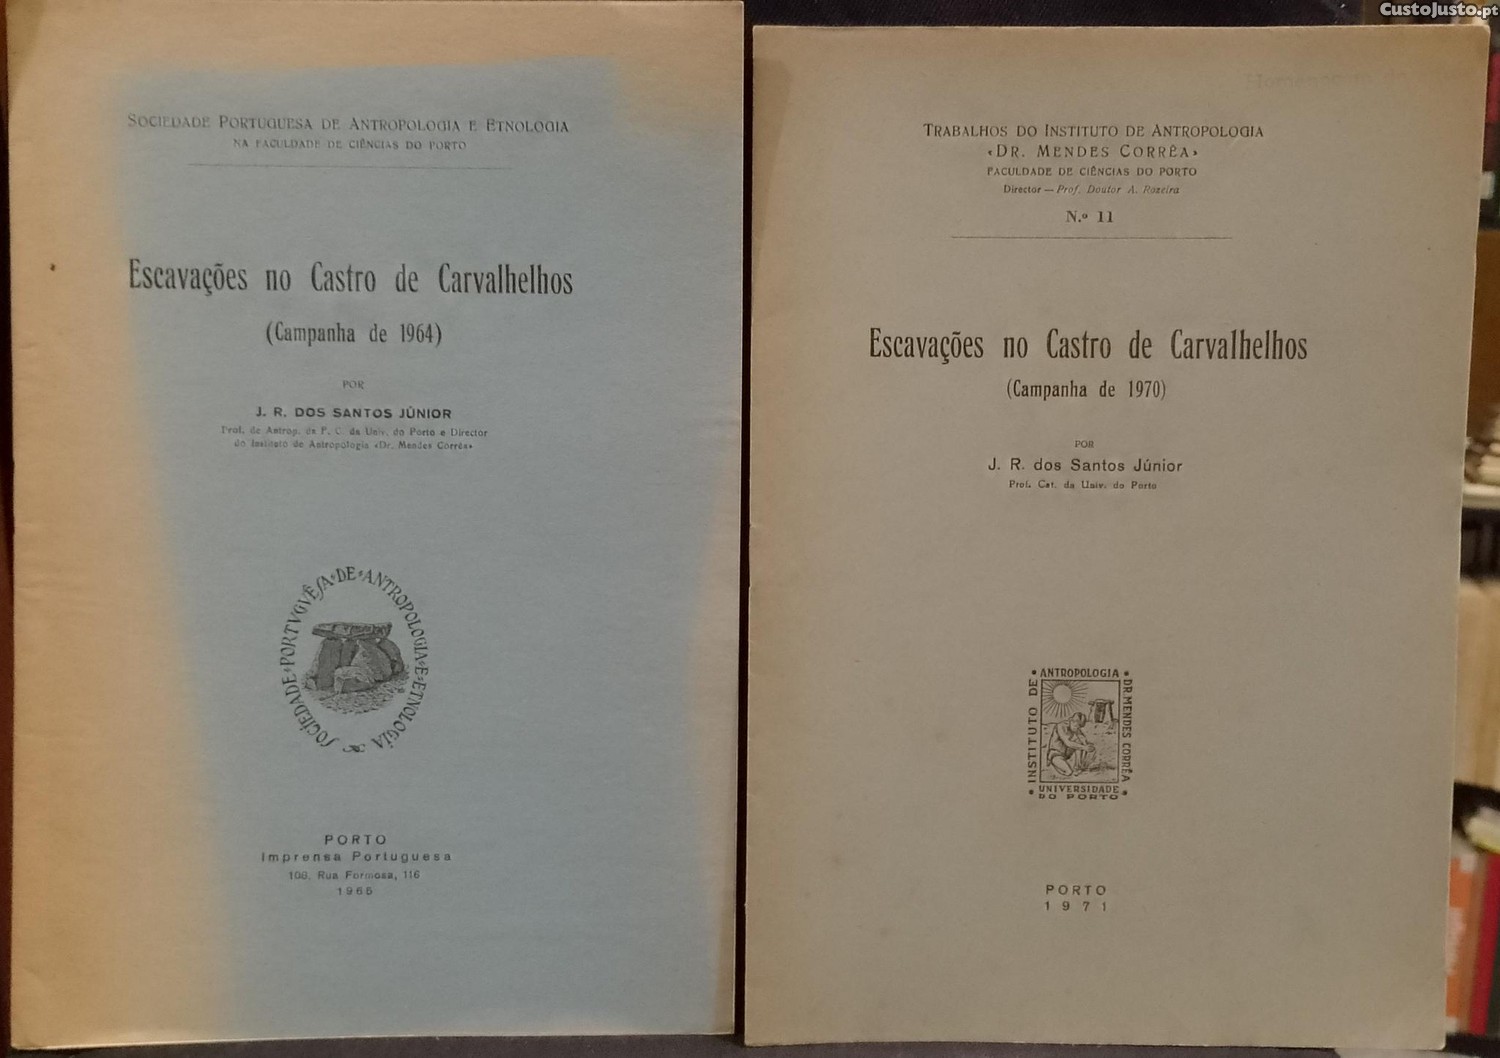 CustoJusto.pt
SOCIEDADE PORTUGUESA DE ANTROPOLOGIA E ETNOLOGIA
NA FACULDADE DE CIÊNCIAS DO PORTO
Escavações no Castro de Carvalhelhos
(Campanha de 1964)
POR
J. R. DOS SANTOS JÚNIOR
Prof. de Antrop. da F. C. da Univ. do Porto e Director
do Instituto de Antropologia «Dr. Mendes Corrêa»
SOCIEDADE PORTVGVÊSA DE ANTROPOLOGIA E ETNOLOGIA
PORTO
Imprensa Portuguesa
108, Rua Formosa, 116
1965
Homenagem de
TRABALHOS DO INSTITUTO DE ANTROPOLOGIA
«DR. MENDES CORRÊA»
FACULDADE DE CIÊNCIAS DO PORTO
Director — Prof. Doutor A. Rozeira
N.º 11
Escavações no Castro de Carvalhelhos
(Campanha de 1970)
POR
J. R. dos Santos Júnior
Prof. Cat. da Univ. do Porto
INSTITUTO DE
ANTROPOLOGIA
DR. MENDES CORRÊA
UNIVERSIDADE
DO PORTO
PORTO
1971